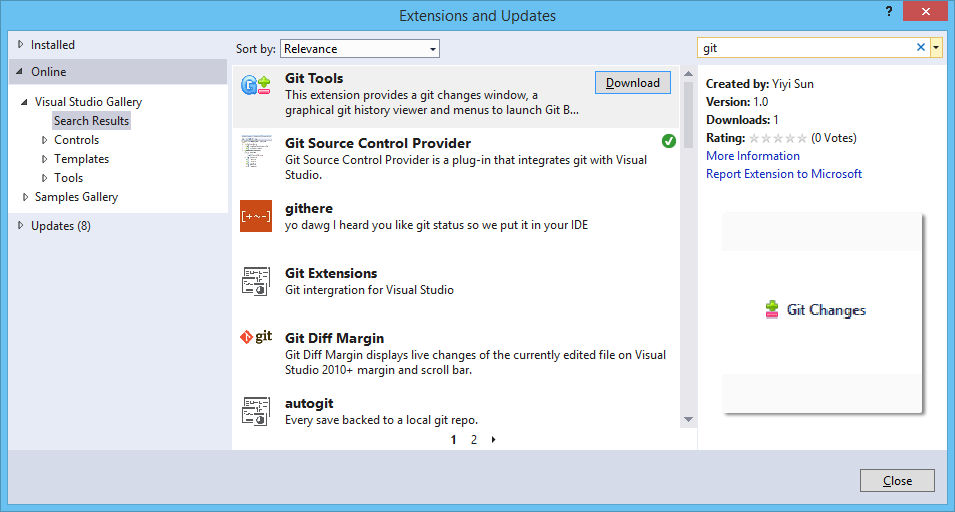 Extensions and Updates
?
Installed
Online
Visual Studio Gallery
Search Results
Controls
Templates
Tools
Samples Gallery
Updates (8)
Sort by: Relevance
Git Tools
Download
This extension provides a git changes window, a
graphical git history viewer and menus to launch Git B...
Git Source Control Provider
Git Source Control Provider is a plug-in that integrates git with Visual
Studio.
[+~-]
githere
yo dawg I heard you like git status so we put it in your IDE
Git Extensions
Git intergration for Visual Studio
git
Git Diff Margin
Git Diff Margin displays live changes of the currently edited file on Visual
Studio 2010+ margin and scroll bar.
autogit
Every save backed to a local git repo.
1 2
git
Created by: Yiyi Sun
Version: 1.0
Downloads: 1
Rating: (0 Votes)
More Information
Report Extension to Microsoft
Git Changes
Close